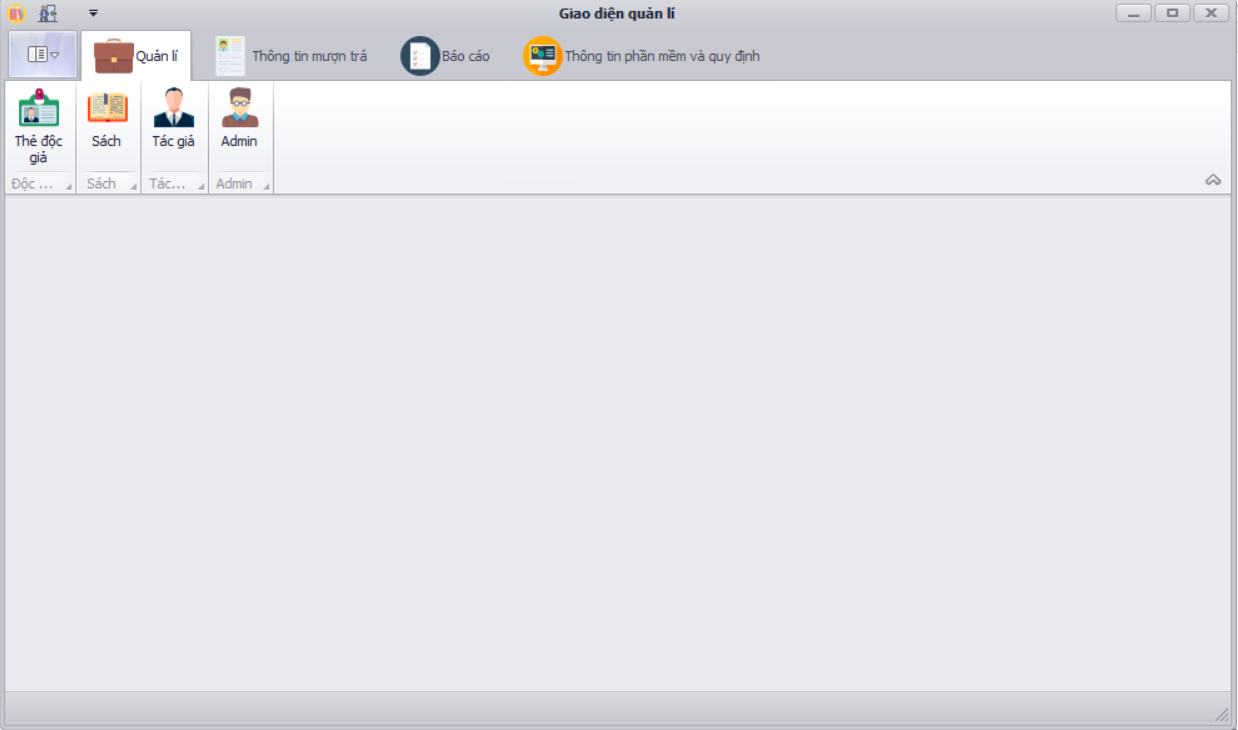 Giao diện quản lí
Quản lí
Thông tin mượn trả
Báo cáo
Thông tin phần mềm và quy định
Thẻ độc
giả
Sách
Tác giả
Admin
Độc ...
Sách
Tác...
Admin